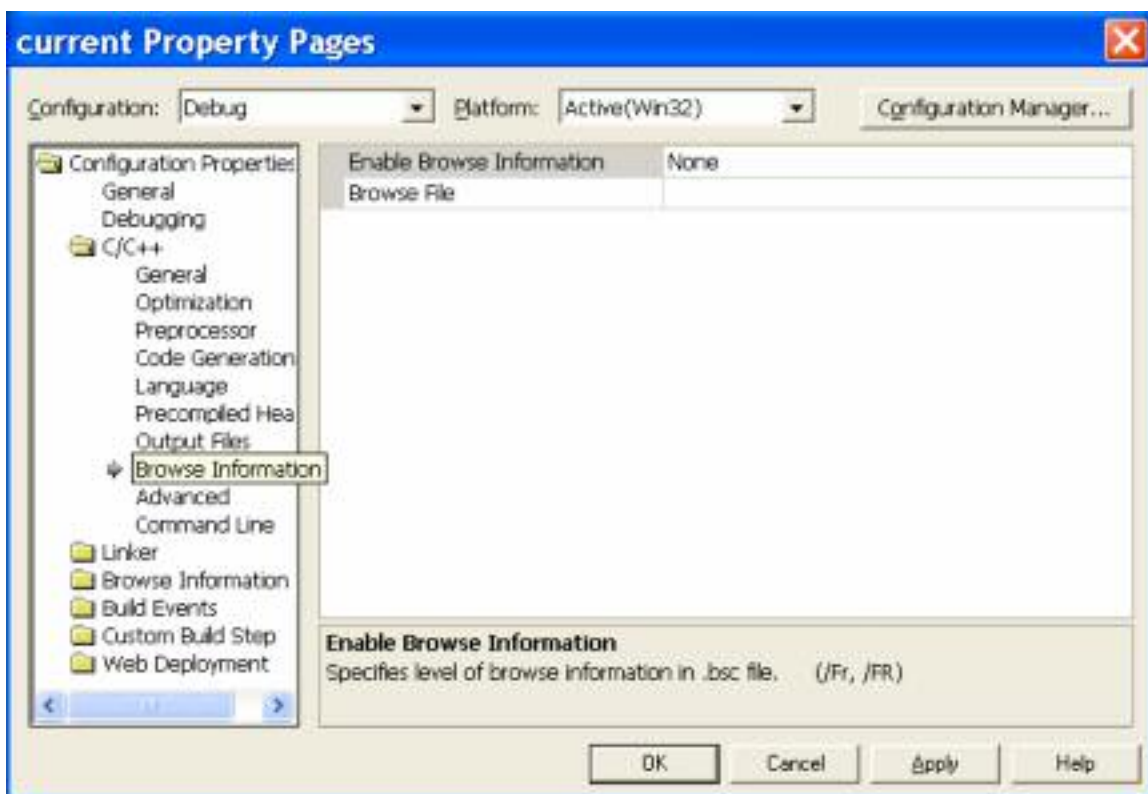 current Property Pages
Configuration: Debug Platform: Active(Win32) Configuration Manager...
Configuration Properties
General
Debugging
C/C++
General
Optimization
Preprocessor
Code Generation
Language
Precompiled Hea
Output Files
Browse Information
Advanced
Command Line
Linker
Browse Information
Build Events
Custom Build Step
Web Deployment
Enable Browse Information None
Browse File
Enable Browse Information
Specifies level of browse information in .bsc file. (/Fr, /FR)
OK Cancel Apply Help